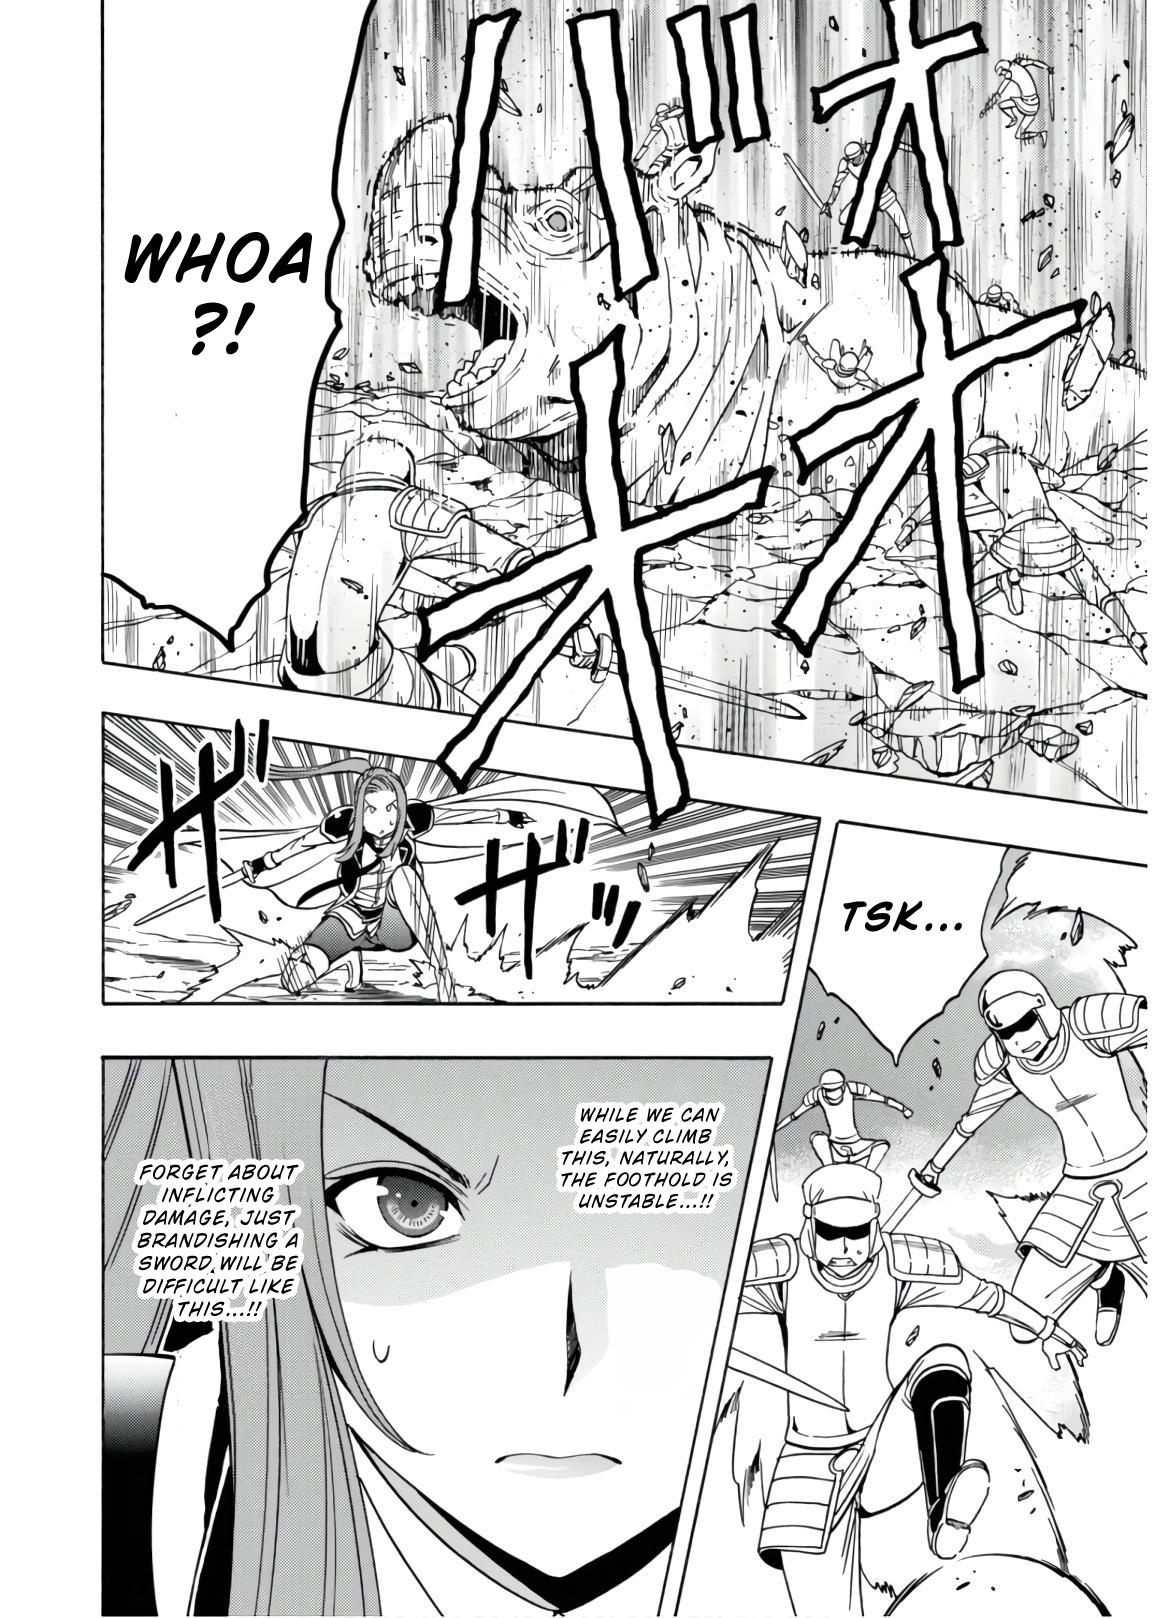 バオオオ
WHOA
?!
ザザッ
TSK...
WHILE WE CAN
EASILY CLIMB
THIS, NATURALLY,
THE FOOTHOLD IS
UNSTABLE...!!
FORGET ABOUT
INFLICTING
DAMAGE, JUST
BRANDISHING A
SWORD WILL BE
DIFFICULT LIKE
THIS...!!